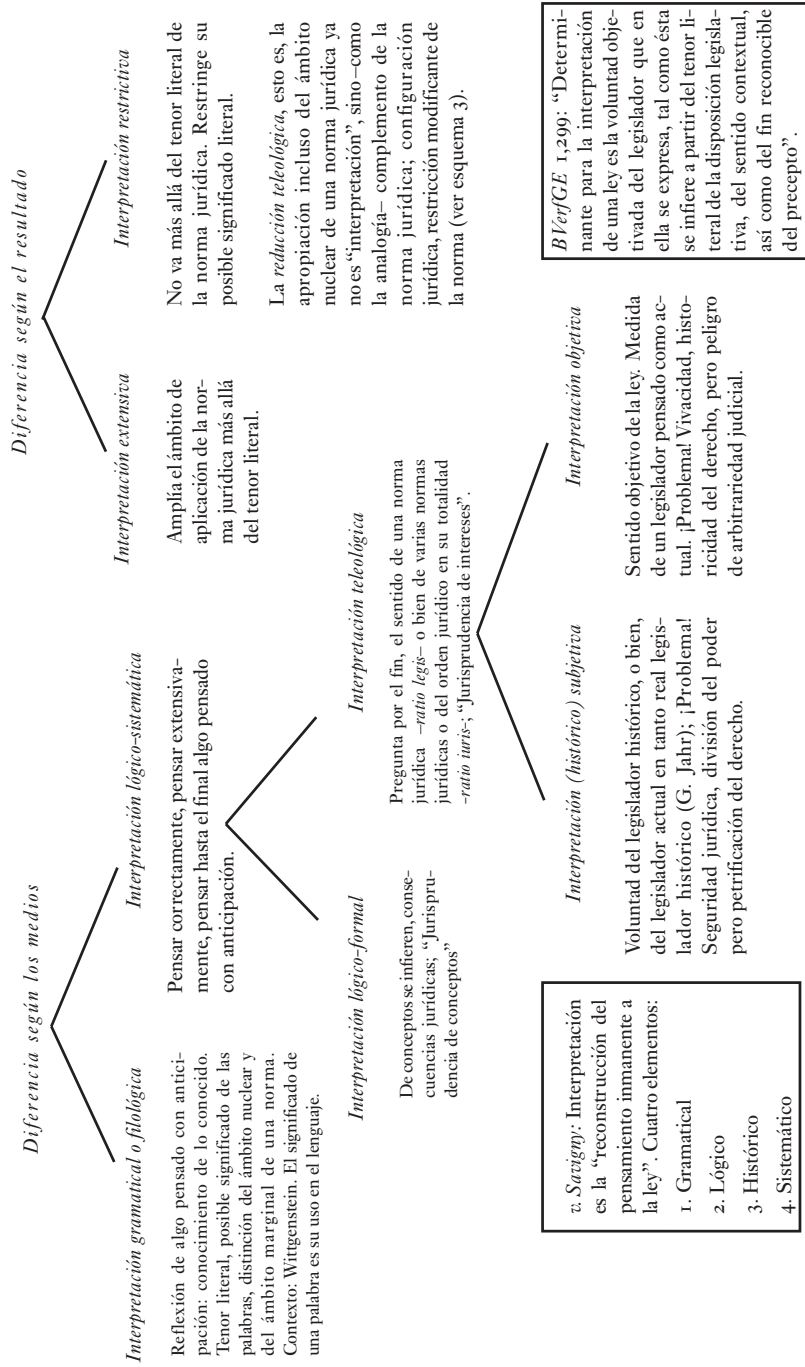 Diferencia según los medios
Interpretación gramatical o filológica
Reflexión de algo pensado con antici-
pación: conocimiento de lo conocido.
Tenor literal, posible significado de las
palabras, distinción del ámbito nuclear y
del ámbito marginal de una norma.
Contexto: Wittgenstein. El significado de
una palabra es su uso en el lenguaje.
Interpretación lógico-sistemática
Pensar correctamente, pensar extensiva-
mente, pensar hasta el final algo pensado
con anticipación.
Interpretación lógico-formal
De conceptos se infieren, conse-
cuencias jurídicas; “Jurispru-
dencia de conceptos”
Interpretación teleológica
Pregunta por el fin, el sentido de una norma
jurídica –ratio legis– o bien de varias normas
jurídicas o del orden jurídico en su totalidad
-ratio iuris-; “Jurisprudencia de intereses”.
Interpretación (histórico) subjetiva
Voluntad del legislador histórico, o bien,
del legislador actual en tanto real legis-
lador histórico (G. Jahr); ¡Problema!
Seguridad jurídica, división del poder
pero petrificación del derecho.
Interpretación objetiva
Sentido objetivo de la ley. Medida
de un legislador pensado como ac-
tual. ¡Problema! Vivacidad, histo-
ricidad del derecho, pero peligro
de arbitrariedad judicial.
Diferencia según el resultado
Interpretación extensiva
Amplía el ámbito de
aplicación de la nor-
ma jurídica más allá
del tenor literal.
Interpretación restrictiva
No va más allá del tenor literal de
la norma jurídica. Restringe su
posible significado literal.
La reducción teleológica, esto es, la
apropiación incluso del ámbito
nuclear de una norma jurídica ya
no es “interpretación”, sino –como
la analogía– complemento de la
norma jurídica; configuración
jurídica, restricción modificante de
la norma (ver esquema 3).
v. Savigny: Interpretación
es la “reconstrucción del
pensamiento inmanente a
la ley”. Cuatro elementos:
1. Gramatical
2. Lógico
3. Histórico
4. Sistemático
BVerfGE 1,299: “Determi-
nante para la interpretación
de una ley es la voluntad obje-
tivada del legislador que en
ella se expresa, tal como ésta
se infiere a partir del tenor li-
teral de la disposición legisla-
tiva, del sentido contextual,
así como del fin reconocible
del precepto”.